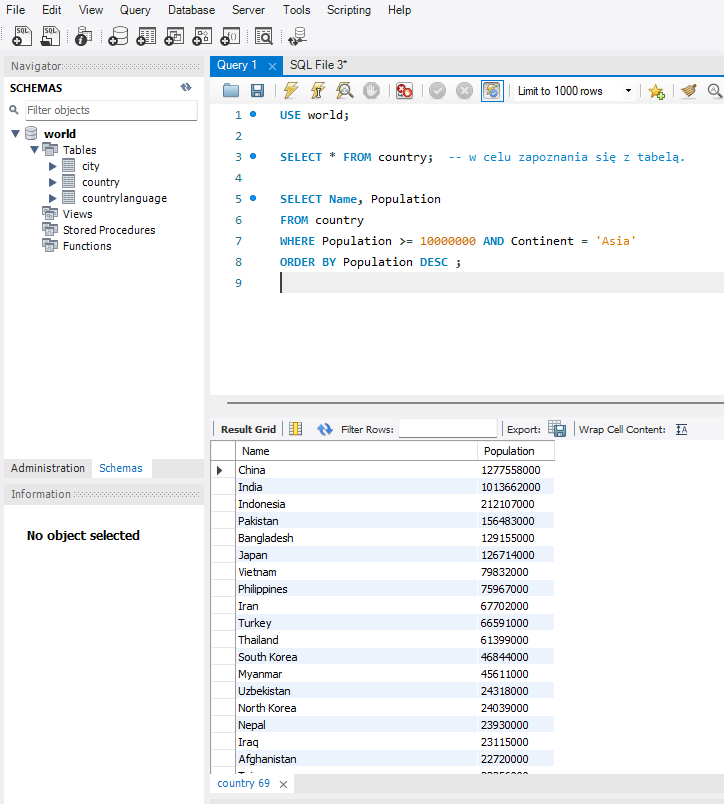 File Edit View Query Database Server Tools Scripting Help
Navigator
SCHEMAS
Filter objects
world
Tables
city
country
countrylanguage
Views
Stored Procedures
Functions
Administration Schemas
Information
No object selected
Query 1 SQL File 3*
Limit to 1000 rows
1 USE world;
2
3 SELECT * FROM country; -- w celu zapoznania się z tabelą.
4
5 SELECT Name, Population
6 FROM country
7 WHERE Population >= 10000000 AND Continent = 'Asia'
8 ORDER BY Population DESC ;
9
Result Grid Filter Rows: Export: Wrap Cell Content:
Name Population
China 1277558000
India 1013662000
Indonesia 212107000
Pakistan 156483000
Bangladesh 129155000
Japan 126714000
Vietnam 79832000
Philippines 75967000
Iran 67702000
Turkey 66591000
Thailand 61399000
South Korea 46844000
Myanmar 45611000
Uzbekistan 24318000
North Korea 24039000
Nepal 23930000
Iraq 23115000
Afghanistan 22720000
country 69